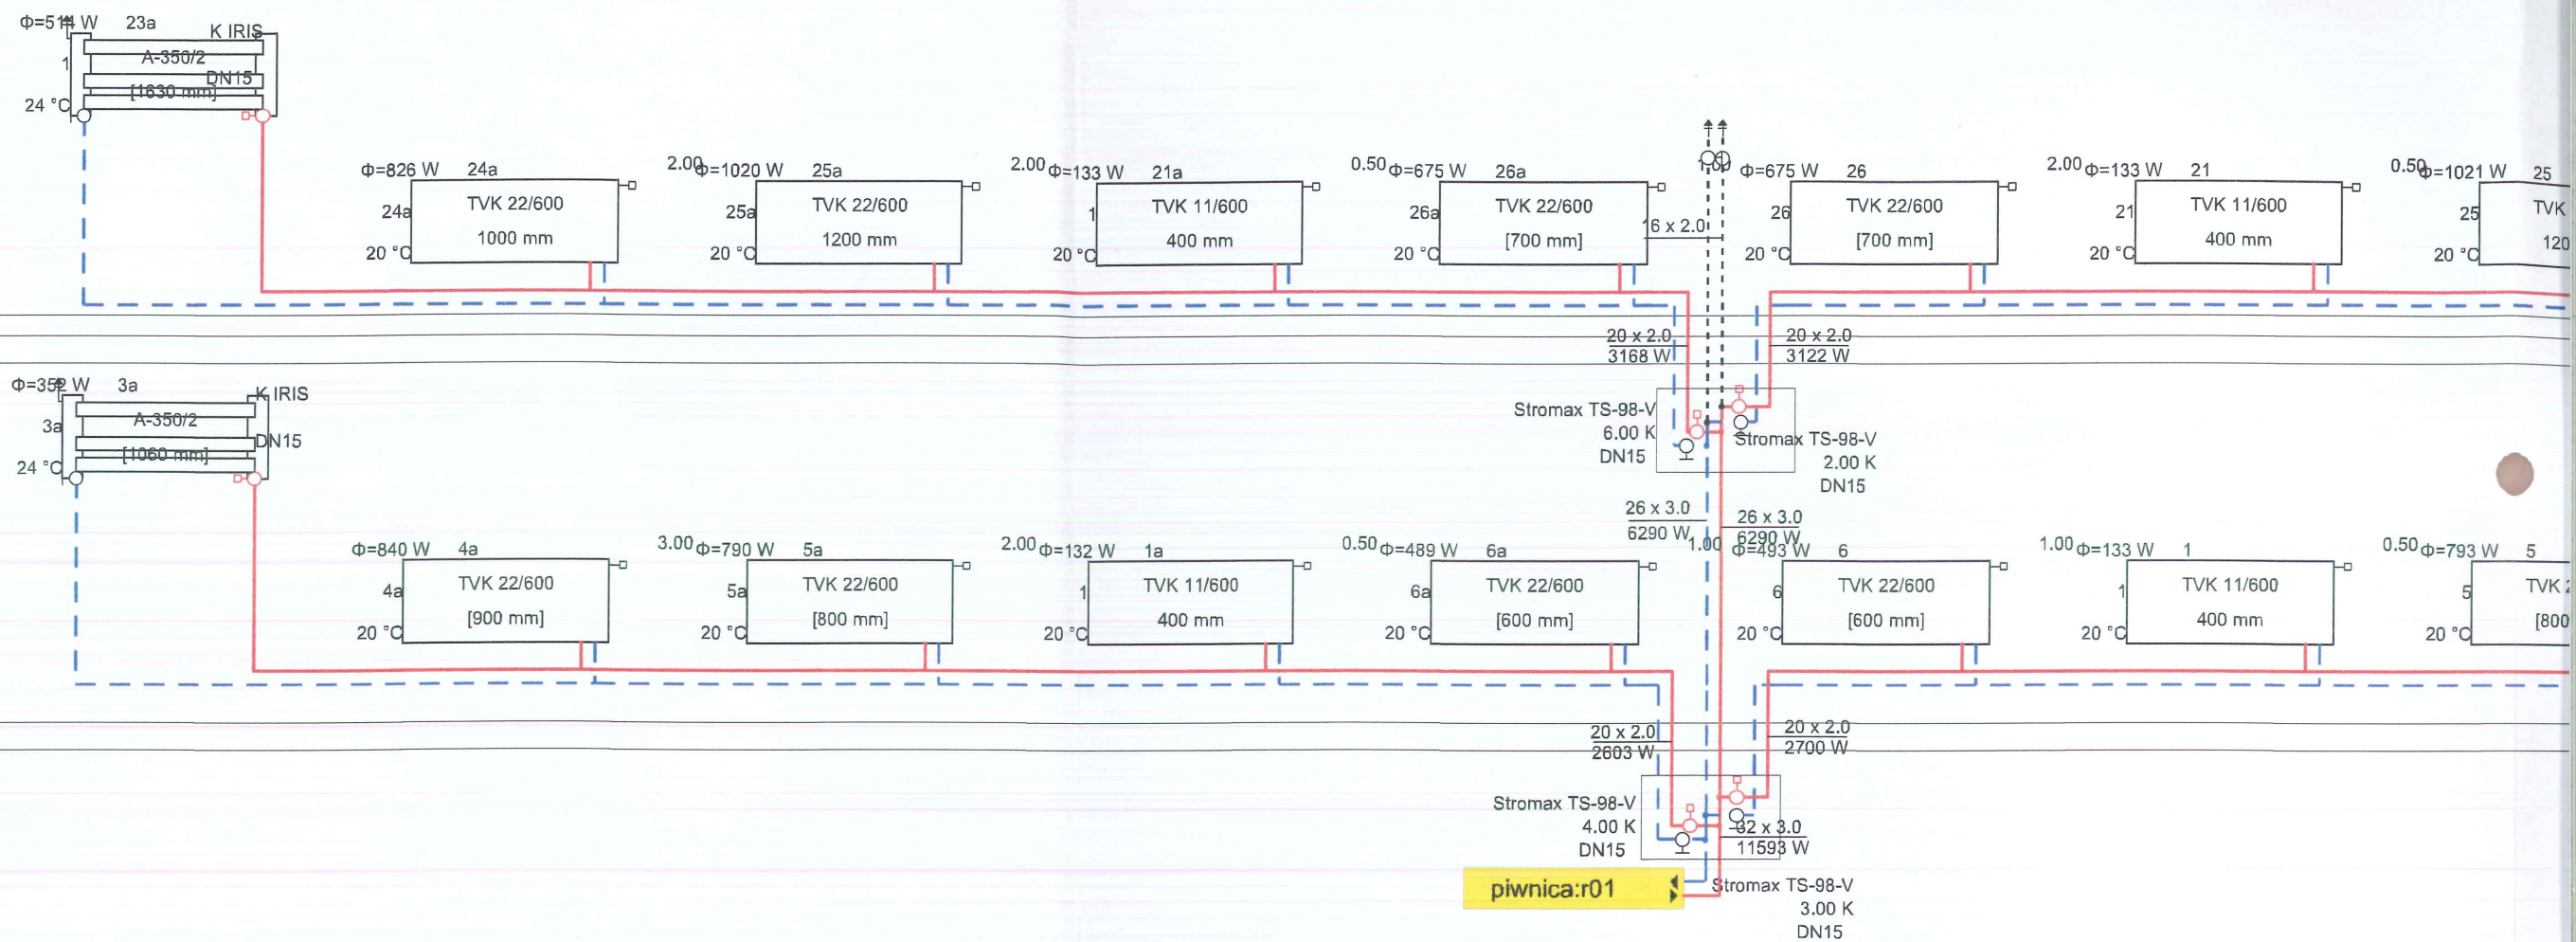 Φ=514 W 23a
K IRIS
1
A-350/2
DN15
[1630 mm]
24 °C
Φ=826 W 24a
24a
TVK 22/600
1000 mm
20 °C
2.00
Φ=1020 W 25a
25a
TVK 22/600
1200 mm
20 °C
2.00
Φ=133 W 21a
1
TVK 11/600
400 mm
20 °C
0.50
Φ=675 W 26a
26a
TVK 22/600
[700 mm]
20 °C
16 x 2.0
1.00
Φ=675 W 26
26
TVK 22/600
[700 mm]
20 °C
2.00
Φ=133 W 21
21
TVK 11/600
400 mm
20 °C
0.50
Φ=1021 W 25
25
TVK
120
20 °C
20 x 2.0
3168 W
20 x 2.0
3122 W
Φ=352 W 3a
K IRIS
3a
A-350/2
DN15
[1060 mm]
24 °C
Stromax TS-98-V
6.00 K
DN15
Stromax TS-98-V
2.00 K
DN15
26 x 3.0
6290 W
26 x 3.0
6290 W
Φ=840 W 4a
4a
TVK 22/600
[900 mm]
20 °C
3.00
Φ=790 W 5a
5a
TVK 22/600
[800 mm]
20 °C
2.00
Φ=132 W 1a
1
TVK 11/600
400 mm
20 °C
0.50
Φ=489 W 6a
6a
TVK 22/600
[600 mm]
20 °C
1.00
Φ=493 W 6
6
TVK 22/600
[600 mm]
20 °C
1.00
Φ=133 W 1
1
TVK 11/600
400 mm
20 °C
0.50
Φ=793 W 5
5
TVK
[800
20 °C
20 x 2.0
2603 W
20 x 2.0
2700 W
Stromax TS-98-V
4.00 K
DN15
32 x 3.0
11593 W
piwnica:r01
Stromax TS-98-V
3.00 K
DN15